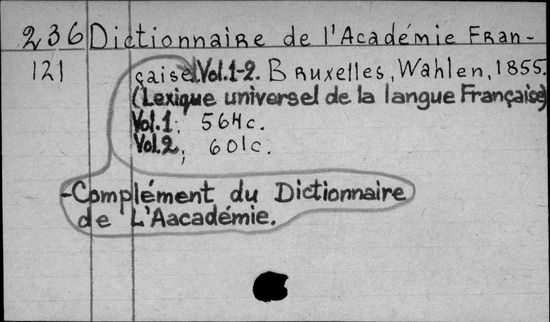 236 Dictionnaire de l'Académie Fran-
121 çaise. Vol.1-2. Bruxelles, Wahlen, 1855.
(Lexique universel de la langue Française)
Vol.1; 564c.
Vol.2; 601c.
-Complément du Dictionnaire
de L'Aacadémie.